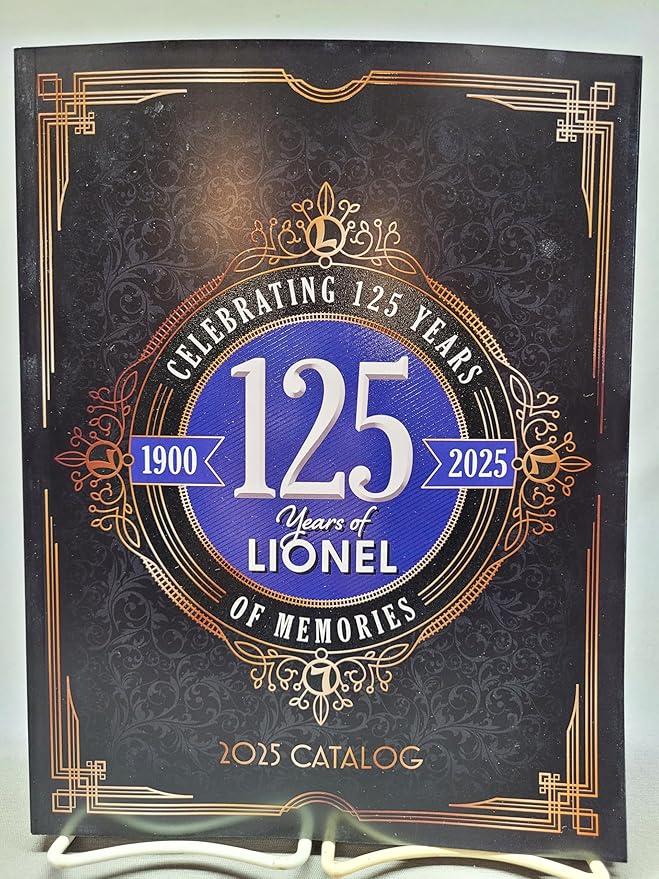 L
CELEBRATING 125 YEARS
125
1900
2025
L
L
Years of
LIONEL
OF MEMORIES
L
2025 CATALOG